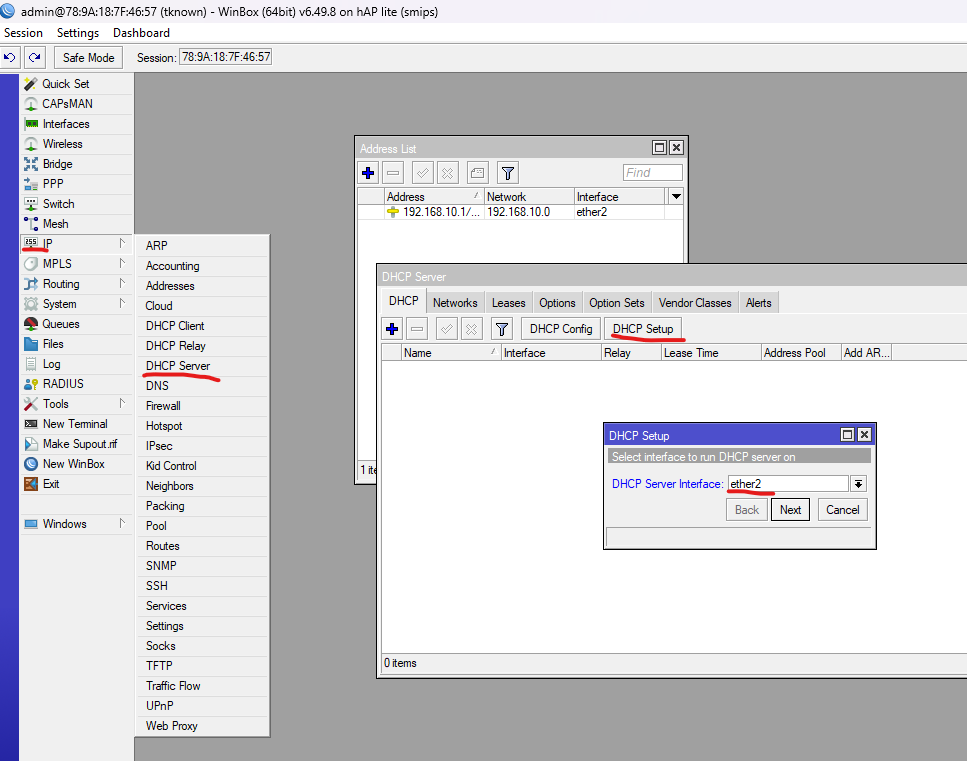 admin@78:9A:18:7F:46:57 (tknown) - WinBox (64bit) v6.49.8 on hAP lite (smips)
Session Settings Dashboard
Safe Mode Session: 78:9A:18:7F:46:57
Quick Set
CAPsMAN
Interfaces
Wireless
Bridge
PPP
Switch
Mesh
IP
MPLS
Routing
System
Queues
Files
Log
RADIUS
Tools
New Terminal
Make Supout.rif
New WinBox
Exit
Windows
ARP
Accounting
Addresses
Cloud
DHCP Client
DHCP Relay
DHCP Server
DNS
Firewall
Hotspot
IPsec
Kid Control
Neighbors
Packing
Pool
Routes
SNMP
SSH
Services
Settings
Socks
TFTP
Traffic Flow
UPnP
Web Proxy
Address List
Find
Address Network Interface
192.168.10.1/... 192.168.10.0 ether2
1 ite
DHCP Server
DHCP Networks Leases Options Option Sets Vendor Classes Alerts
DHCP Config DHCP Setup
Name Interface Relay Lease Time Address Pool Add AR...
0 items
DHCP Setup
Select interface to run DHCP server on
DHCP Server Interface: ether2
Back Next Cancel